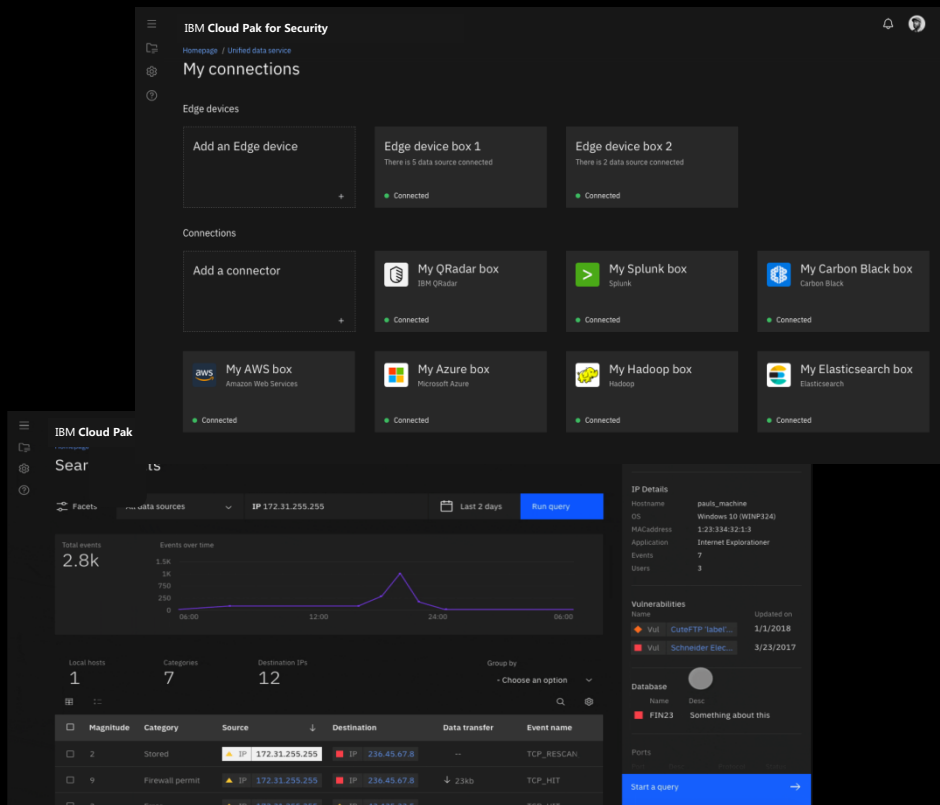 IBM Cloud Pak for Security
Homepage / Unified data service
My connections
Edge devices
Add an Edge device
+
Edge device box 1
There is 5 data source connected
Connected
Edge device box 2
There is 2 data source connected
Connected
Connections
Add a connector
+
My QRadar box
IBM QRadar
Connected
My Splunk box
Splunk
Connected
My Carbon Black box
Carbon Black
Connected
aws
My AWS box
Amazon Web Services
Connected
My Azure box
Microsoft Azure
Connected
My Hadoop box
Hadoop
Connected
My Elasticsearch box
Elasticsearch
Connected
IBM Cloud Pak
Homepage
Facets
data sources
IP 172.31.255.255
Last 2 days
Run query
Total events
2.8k
Events over time
1.5K
1K
750
250
0
06:00 12:00 24:00 06:00
Local hosts
1
Categories
7
Destination IPs
12
Group by
- Choose an option
Magnitude Category Source Destination Data transfer Event name
2 Stored IP 172.31.255.255 IP 236.45.67.8 -- TCP_RESCAN
9 Firewall permit IP 172.31.255.255 IP 236.45.67.8 23kb TCP_HIT
IP Details
Hostname pauls_machine
OS Windows 10 (WINP324)
MACaddress 1:23:334:32:1:3
Application Internet Explorationer
Events 7
Users 3
Vulnerabilities
Name Updated on
Vul CuteFTP 'label'... 1/1/2018
Vul Schneider Elec... 3/23/2017
Database
Name Desc
FIN23 Something about this
Ports
Start a query